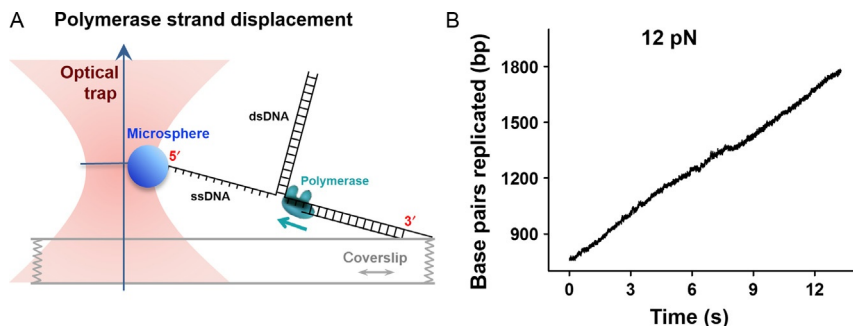 A
Polymerase strand displacement
Optical
trap
Microsphere
5′
ssDNA
dsDNA
Polymerase
3′
Coverslip
B
12 pN
Base pairs replicated (bp)
1800
1500
1200
900
0 3 6 9 12
Time (s)